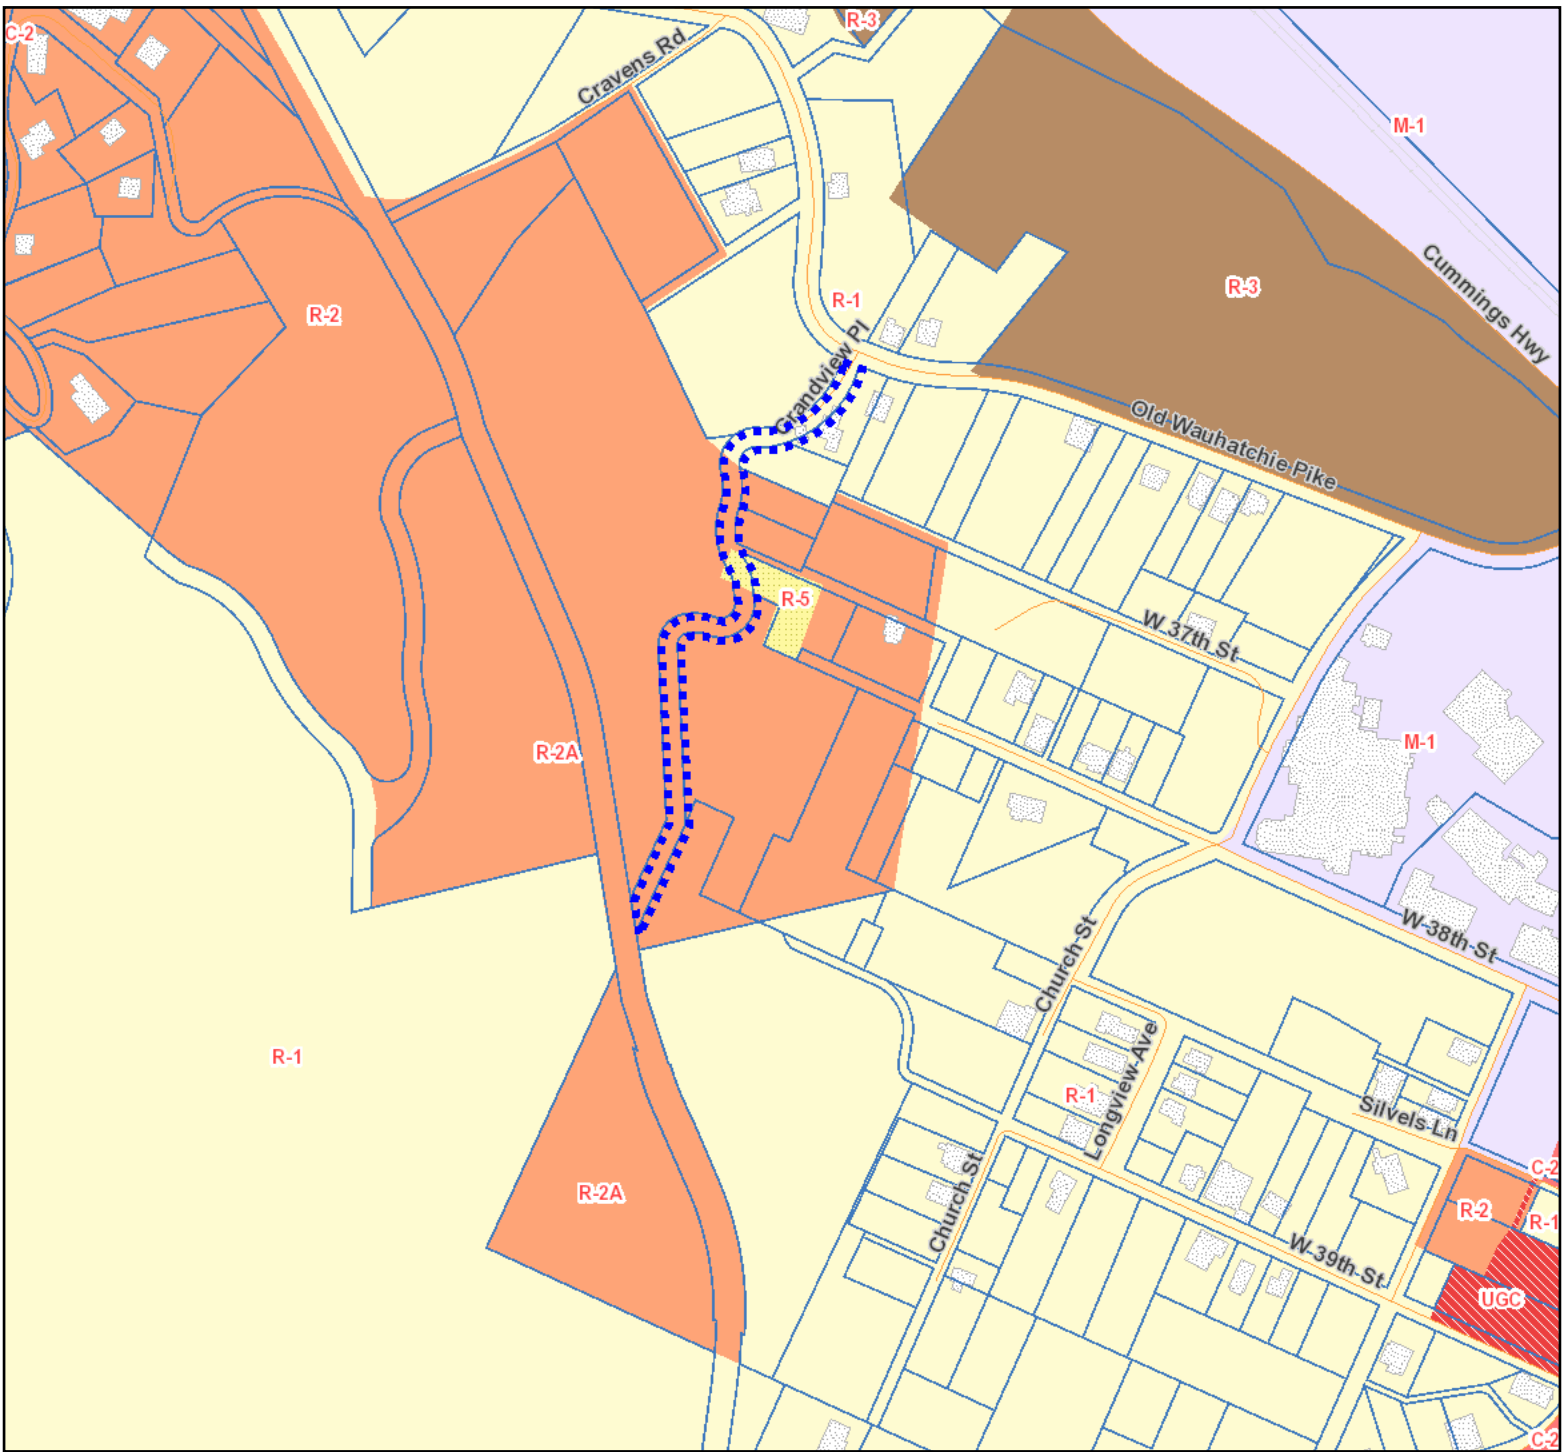 C-2
R-3
Cravens Rd
M-1
R-3
Cummings Hwy
R-1
R-2
Grandview Pl
Old Wauhatchie Pike
R-5
W 37th St
R-2A
M-1
W 38th St
Church St
R-1
Longview Ave
R-1
Silvels Ln
Church St
R-2A
C-2
R-2
R-1
W 39th St
UGC
C-2